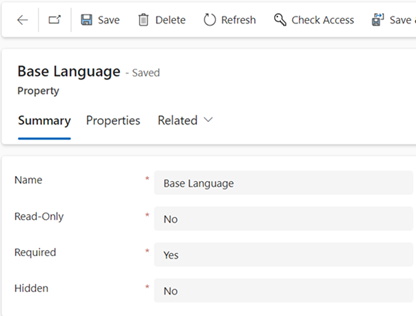 Save Delete Refresh Check Access Save &
Base Language - Saved
Property
Summary Properties Related
Name * Base Language
Read-Only * No
Required * Yes
Hidden * No